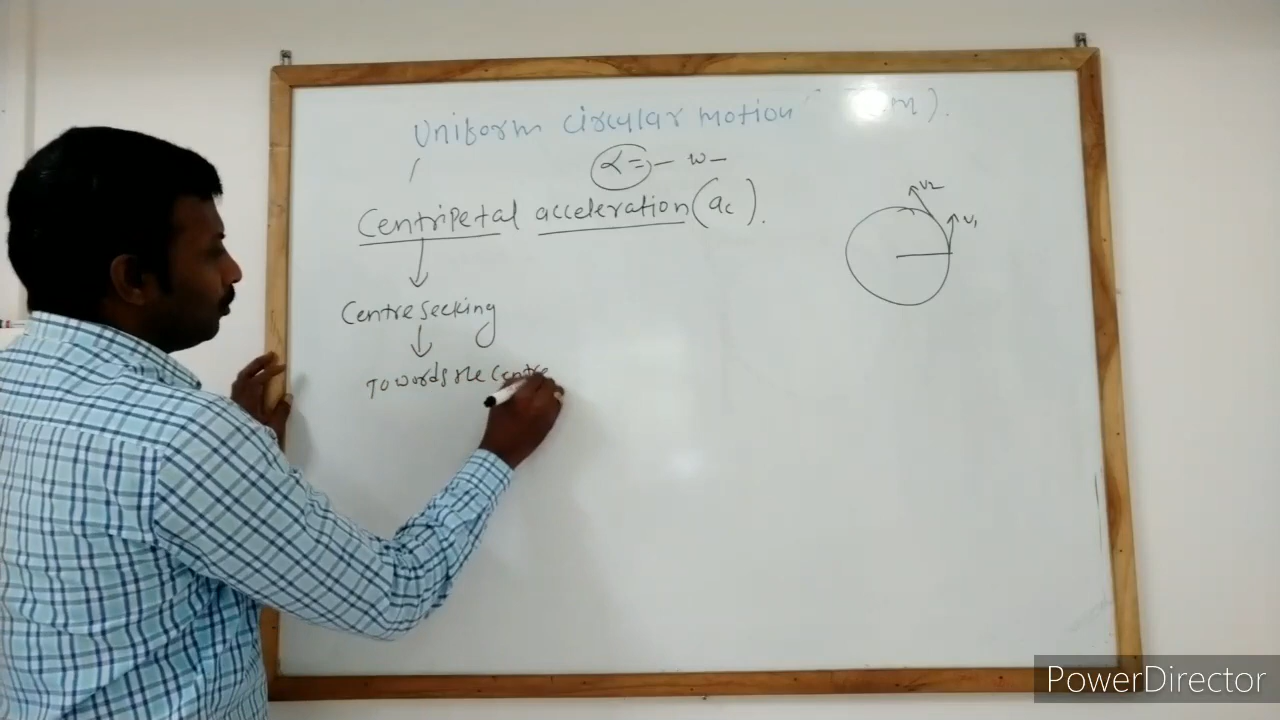 Uniform circular motion m).
α = – w –
Centripetal acceleration (ac).
v2
v1
Centre seeking
Towards the Centre
PowerDirector